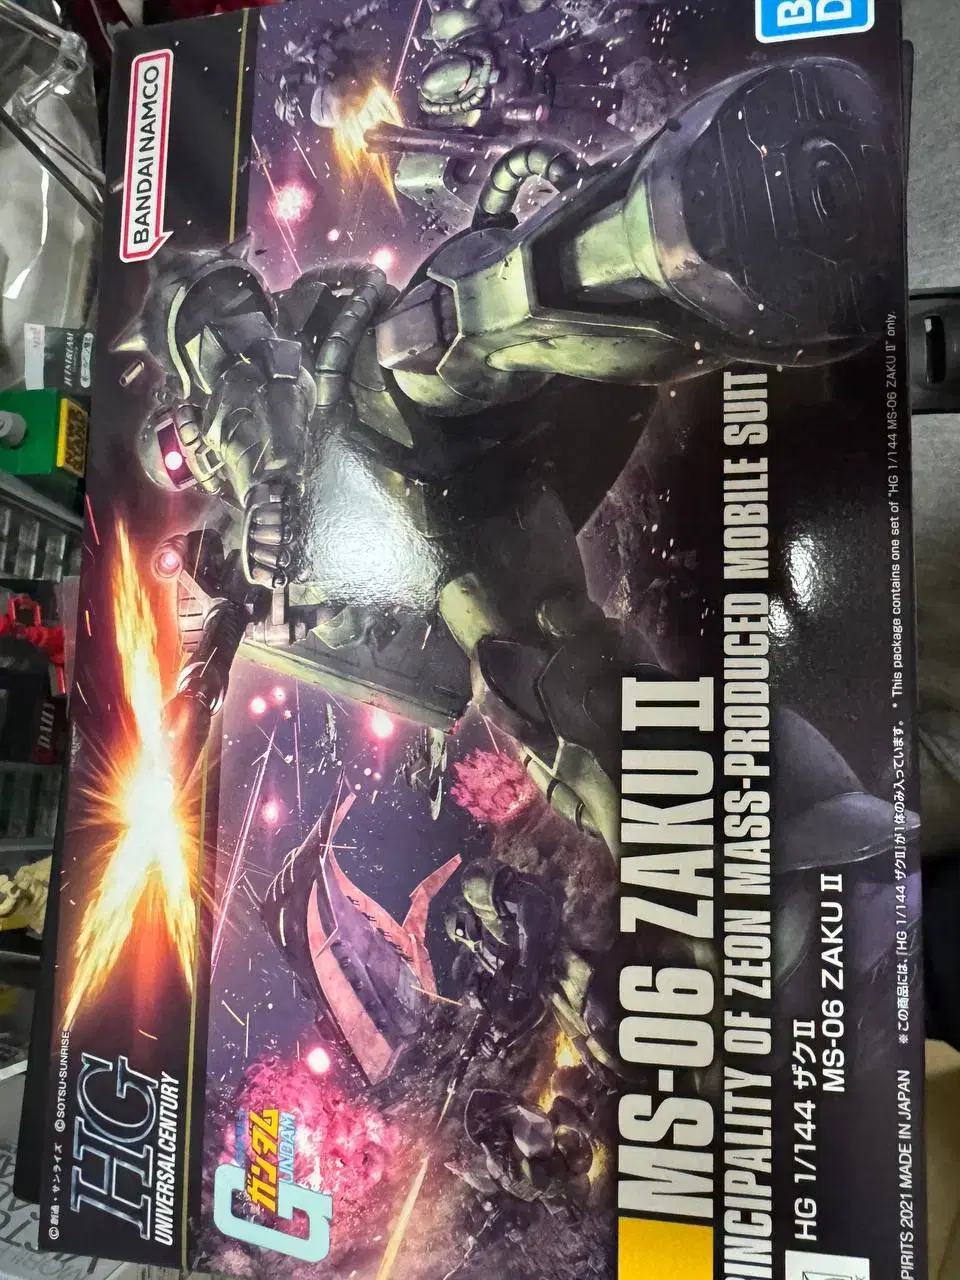 BANDAI NAMCO
HG
UNIVERSAL CENTURY
©創通・サンライズ ©SOTSU・SUNRISE
ガンダム
GUNDAM
MS-06 ZAKU II
INCIPALITY OF ZEON MASS-PRODUCED MOBILE SUIT
HG 1/144 ザクII
MS-06 ZAKU II
PIRITS 2021 MADE IN JAPAN
※この商品には、「HG 1/144 ザクII」が1体のみ入っています。 * This package contains one set of "HG 1/144 MS-06 ZAKU II" only.